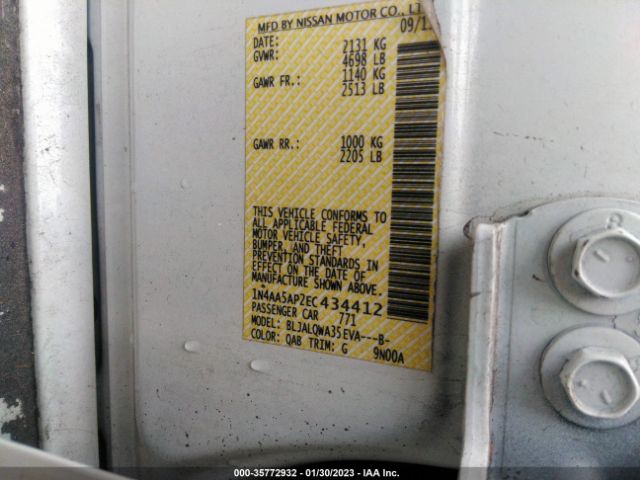 MFD BY NISSAN MOTOR CO., LT
DATE: 09/1
GVWR: 2131 KG
4698 LB
GAWR FR.: 1140 KG
2513 LB
GAWR RR.: 1000 KG
2205 LB
THIS VEHICLE CONFORMS TO
ALL APPLICABLE FEDERAL
MOTOR VEHICLE SAFETY,
BUMPER, AND THEFT
PREVENTION STANDARDS IN
EFFECT ON THE DATE OF
MANUFACTURE SHOWN ABOVE.
1N4AA5AP2EC434412
PASSENGER CAR 771
MODEL: BLJALQWA35EVA---B-
COLOR: QAB TRIM: G 9N00A
000-35772932 - 01/30/2023 - IAA Inc.